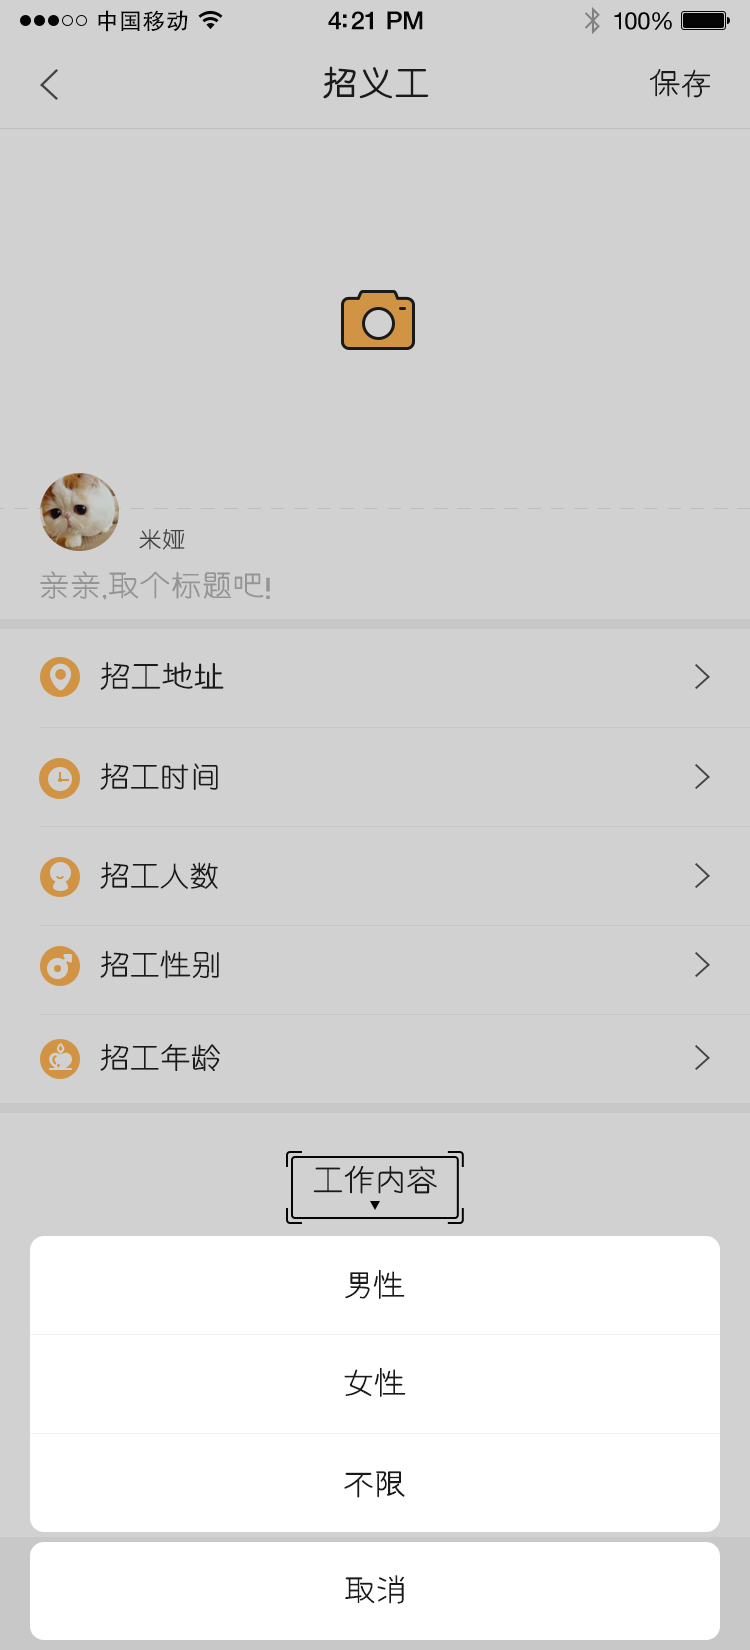 中国移动 4:21 PM 100%
招义工 保存
米娅
亲亲,取个标题吧!
招工地址
招工时间
招工人数
招工性别
招工年龄
工作内容
男性
女性
不限
取消